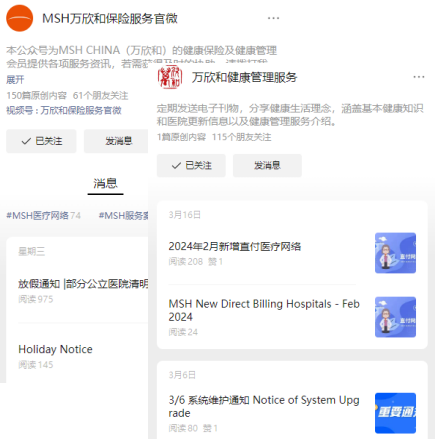 MSH万欣和保险服务官微
本公众号为MSH CHINA（万欣和）的健康保险及健康管理
会员提供各项服务资讯，若需
展开
150篇原创内容 61个朋友关注
视频号：万欣和保险服务官微
已关注
发消息
消息
#MSH医疗网络74
#MSH服务
星期三
放假通知 |部分公立医院清明
阅读975
Holiday Notice
阅读145
万欣和健康管理服务
定期发送电子刊物，分享健康生活理念，涵盖基本健康知识
和医院更新信息以及健康管理服务介绍。
1篇原创内容 115个朋友关注
已关注
发消息
3月16日
2024年2月新增直付医疗网络
阅读208 赞1
MSH New Direct Billing Hospitals - Feb
2024
阅读24
3月6日
3/6 系统维护通知 Notice of System Upg
rade
阅读80 赞1
重要通